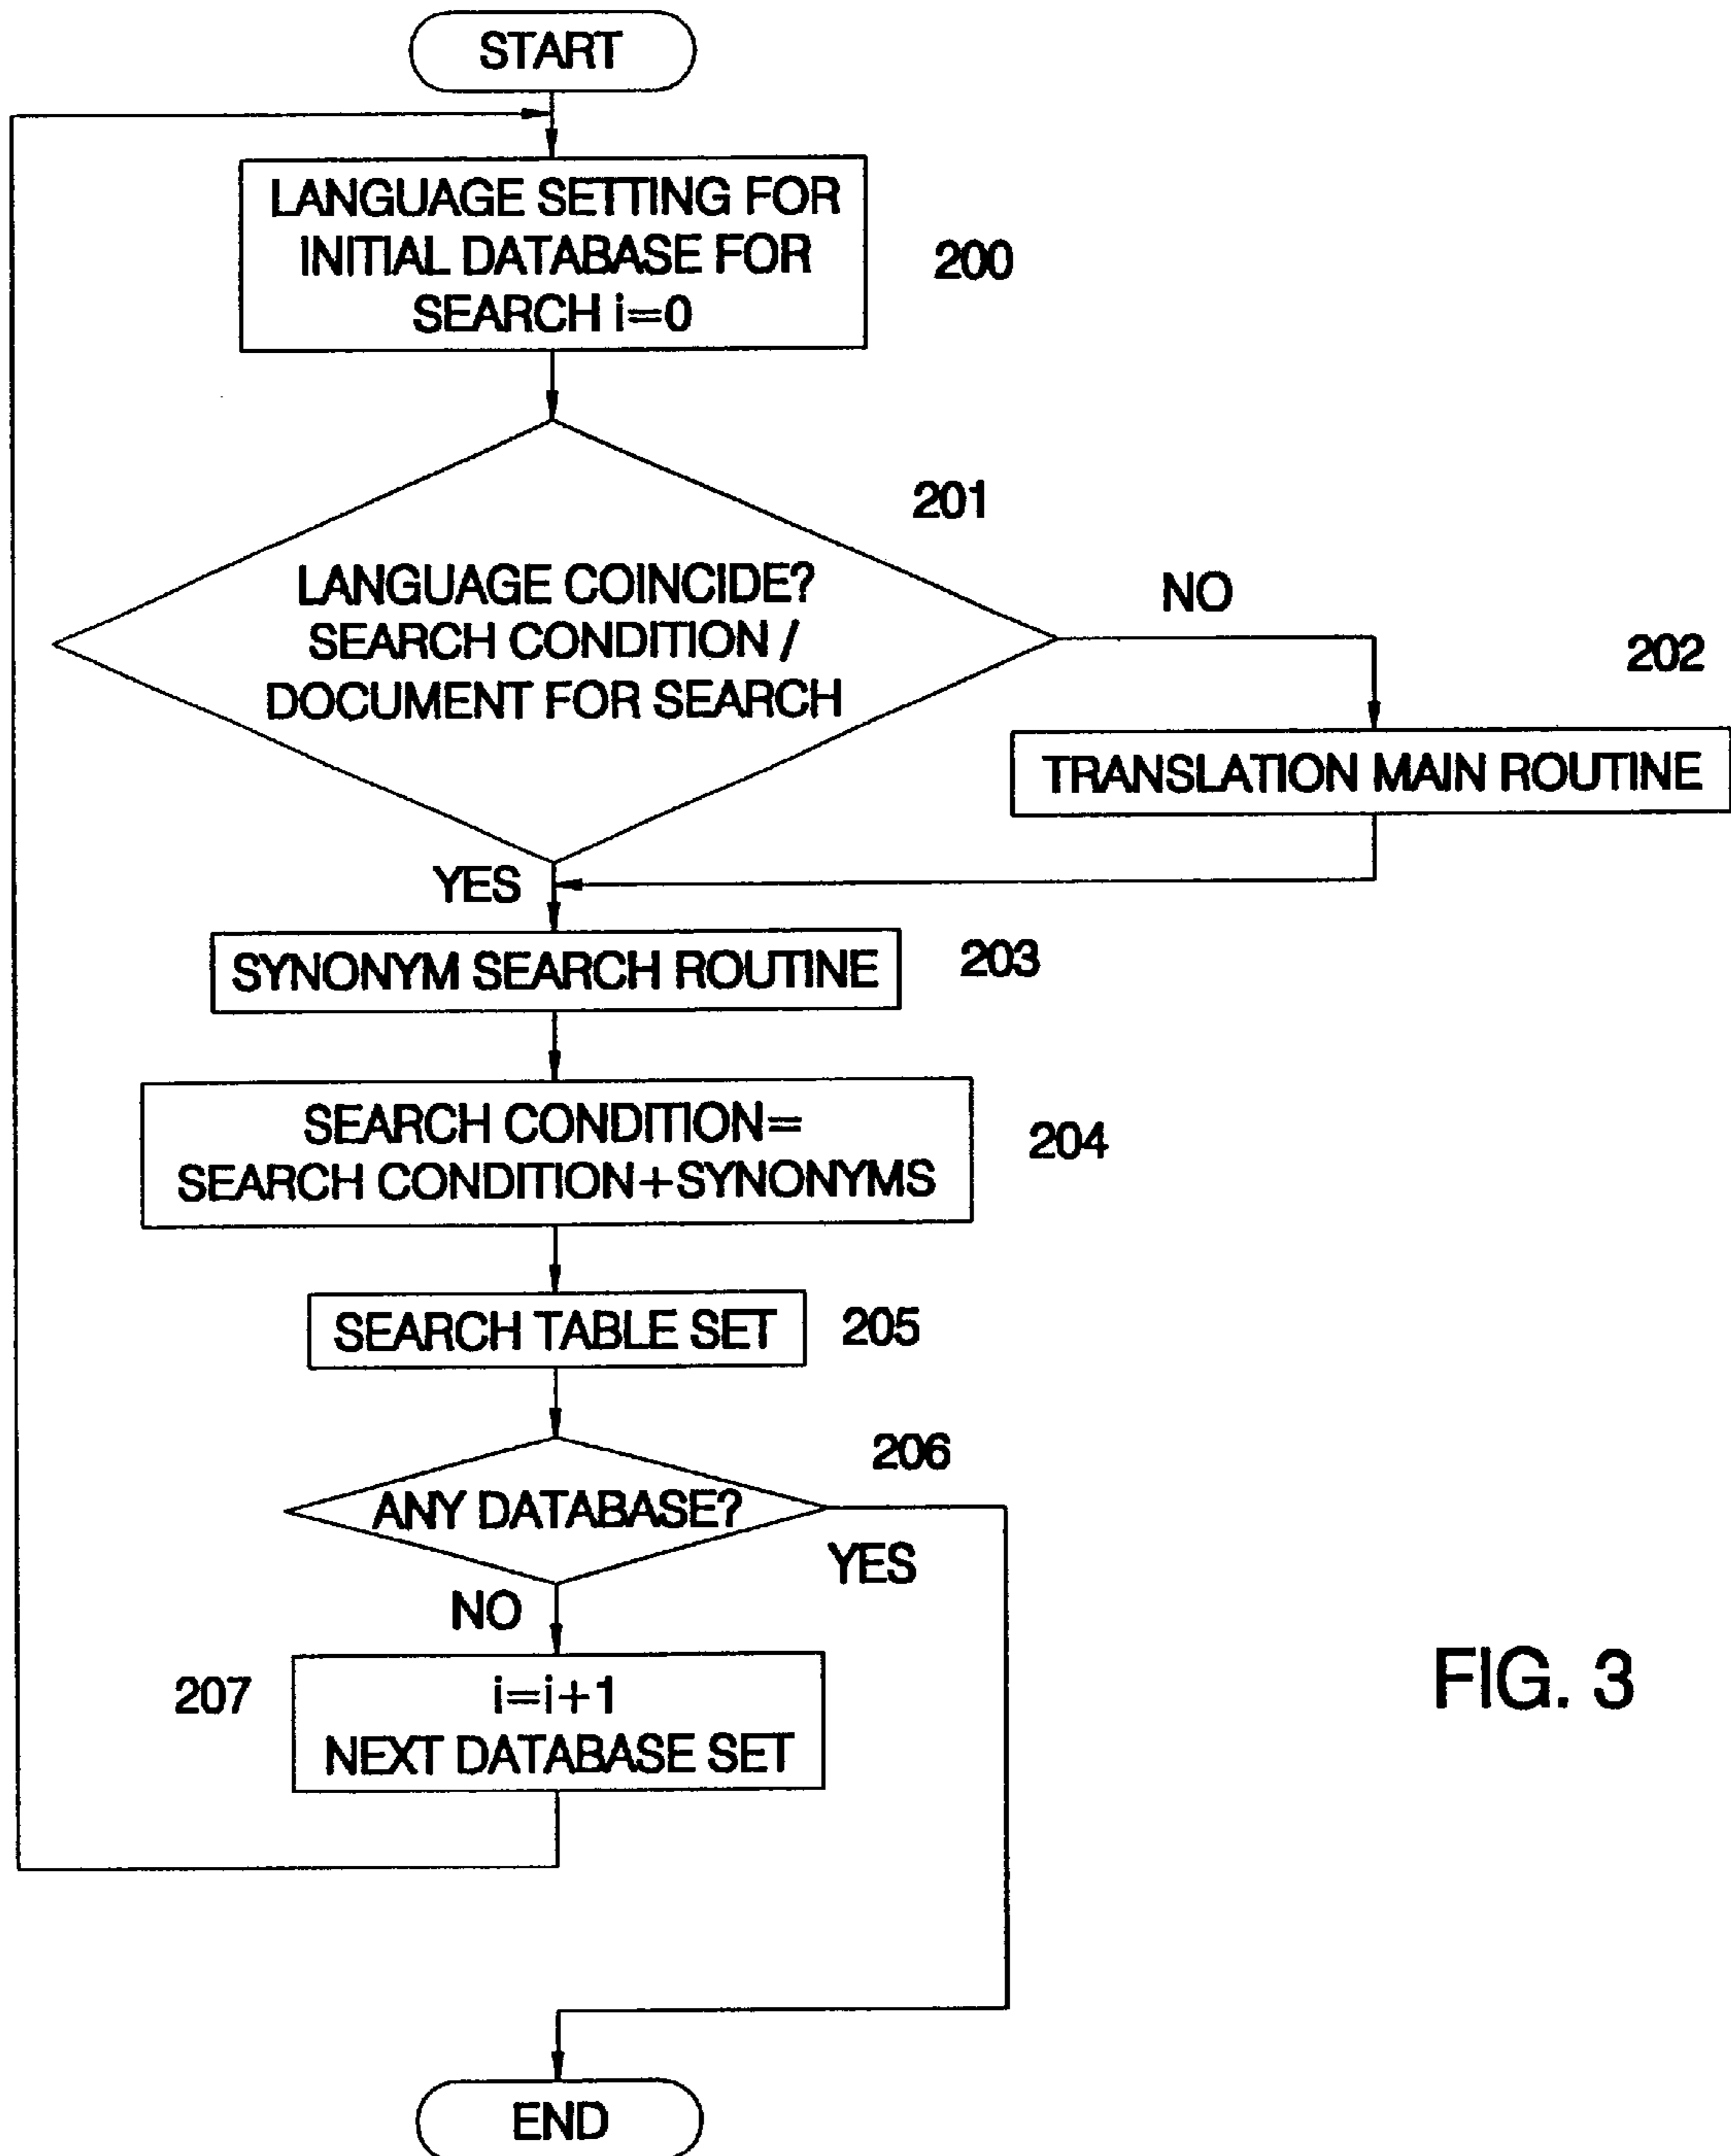 START
LANGUAGE SETTING FOR
INITIAL DATABASE FOR
SEARCH i=0
200
201
LANGUAGE COINCIDE?
SEARCH CONDITION /
DOCUMENT FOR SEARCH
NO
202
TRANSLATION MAIN ROUTINE
YES
SYNONYM SEARCH ROUTINE
203
SEARCH CONDITION=
SEARCH CONDITION+SYNONYMS
204
SEARCH TABLE SET
205
206
ANY DATABASE?
YES
NO
207
i=i+1
NEXT DATABASE SET
FIG. 3
END